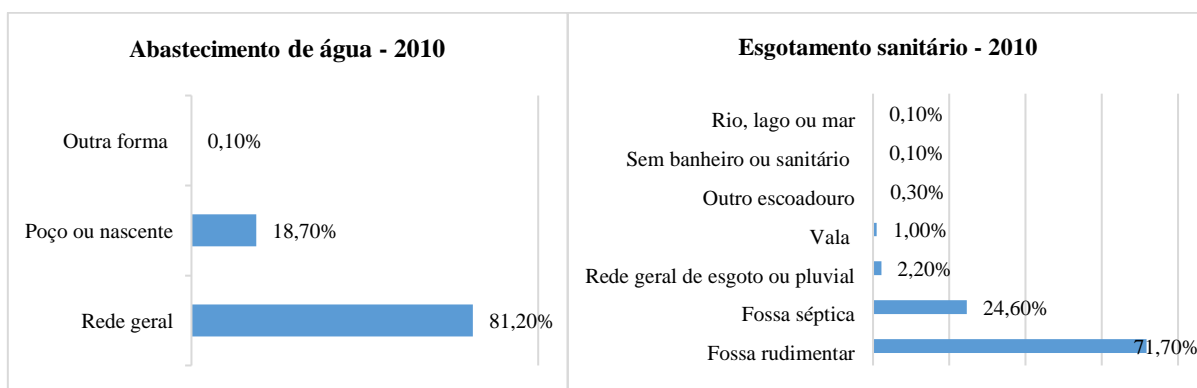 Abastecimento de água - 2010
Outra forma 0,10%
Poço ou nascente 18,70%
Rede geral 81,20%
Esgotamento sanitário - 2010
Rio, lago ou mar 0,10%
Sem banheiro ou sanitário 0,10%
Outro escoadouro 0,30%
Vala 1,00%
Rede geral de esgoto ou pluvial 2,20%
Fossa séptica 24,60%
Fossa rudimentar 71,70%